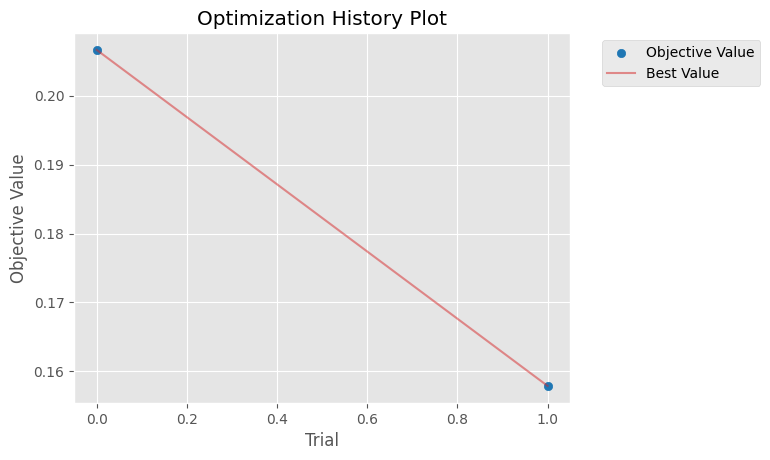 Optimization History Plot
Objective Value
Best Value
0.20
0.19
0.18
0.17
0.16
Objective Value
0.0 0.2 0.4 0.6 0.8 1.0
Trial